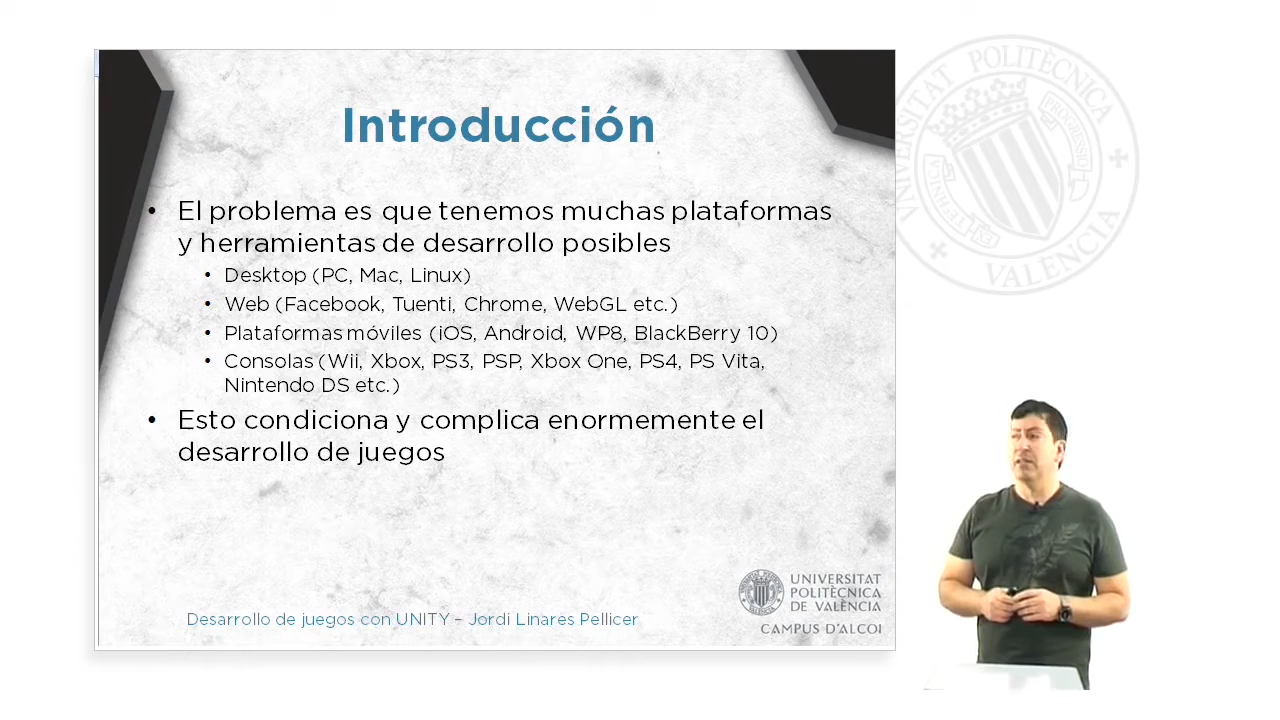 Introducción
• El problema es que tenemos muchas plataformas
y herramientas de desarrollo posibles
• Desktop (PC, Mac, Linux)
• Web (Facebook, Tuenti, Chrome, WebGL etc.)
• Plataformas móviles (iOS, Android, WP8, BlackBerry 10)
• Consolas (Wii, Xbox, PS3, PSP, Xbox One, PS4, PS Vita,
Nintendo DS etc.)
• Esto condiciona y complica enormemente el
desarrollo de juegos
Desarrollo de juegos con UNITY – Jordi Linares Pellicer
UNIVERSITAT
POLITÈCNICA
DE VALÈNCIA
CAMPUS D'ALCOI
UNIVERSITAT POLITÈCNICA
VALÈNCIA